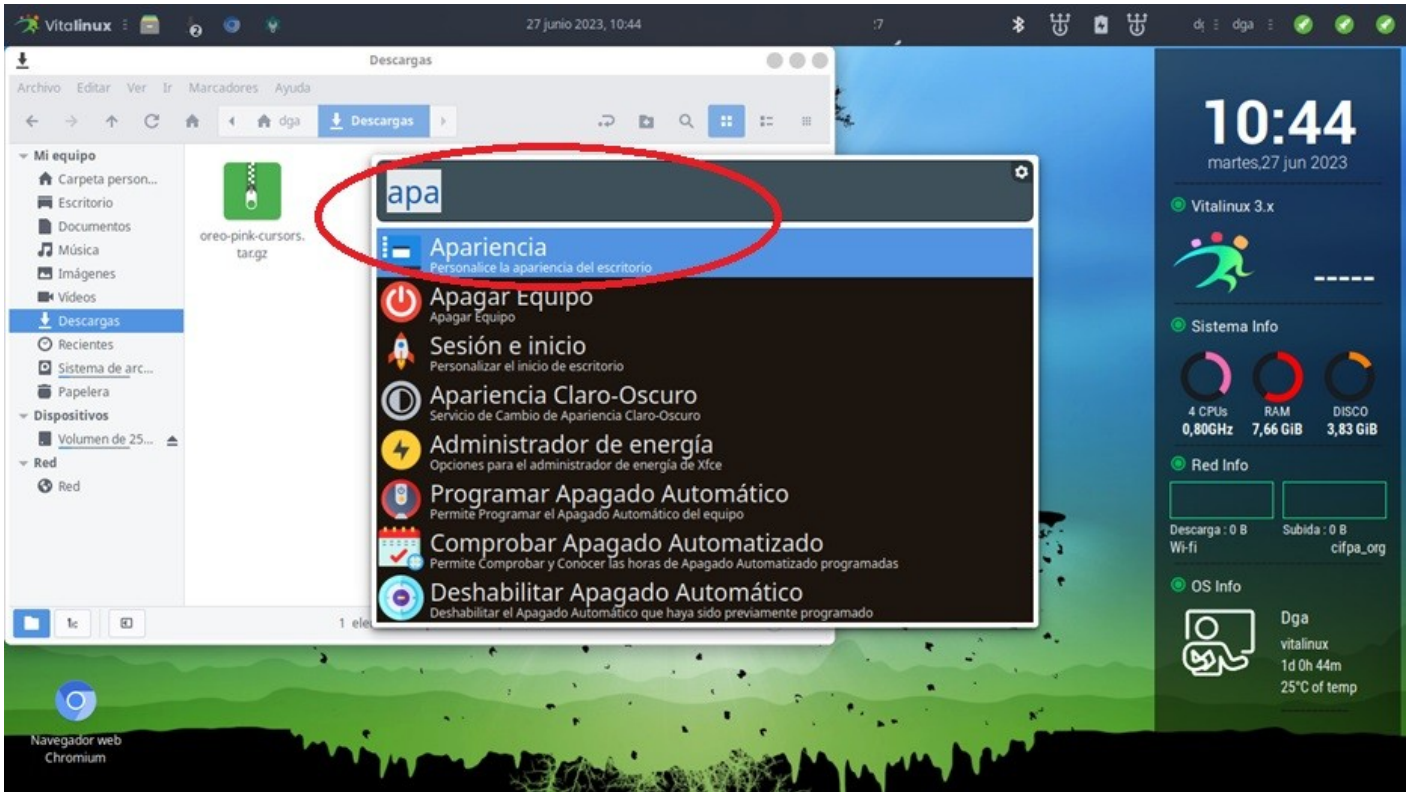 Vitalinux
2
27 junio 2023, 10:44
:7
dga
Descargas
Archivo Editar Ver Ir Marcadores Ayuda
dga Descargas
Mi equipo
Carpeta person...
Escritorio
Documentos
Música
Imágenes
Vídeos
Descargas
Recientes
Sistema de arc...
Papelera
Dispositivos
Volumen de 25...
Red
Red
oreo-pink-cursors.
tar.gz
apa
Apariencia
Personalice la apariencia del escritorio
Apagar Equipo
Apagar Equipo
Sesión e inicio
Personalizar el inicio de escritorio
Apariencia Claro-Oscuro
Servicio de Cambio de Apariencia Claro-Oscuro
Administrador de energía
Opciones para el administrador de energía de Xfce
Programar Apagado Automático
Permite Programar el Apagado Automático del equipo
Comprobar Apagado Automatizado
Permite Comprobar y Conocer las horas de Apagado Automatizado programadas
Deshabilitar Apagado Automático
Deshabilitar el Apagado Automático que haya sido previamente programado
1 ele
10:44
martes,27 jun 2023
Vitalinux 3.x
-----
Sistema Info
4 CPUs RAM DISCO
0,80GHz 7,66 GiB 3,83 GiB
Red Info
Descarga : 0 B Subida : 0 B
Wi-fi cifpa_org
OS Info
Dga
vitalinux
1d 0h 44m
25°C of temp
Navegador web
Chromium